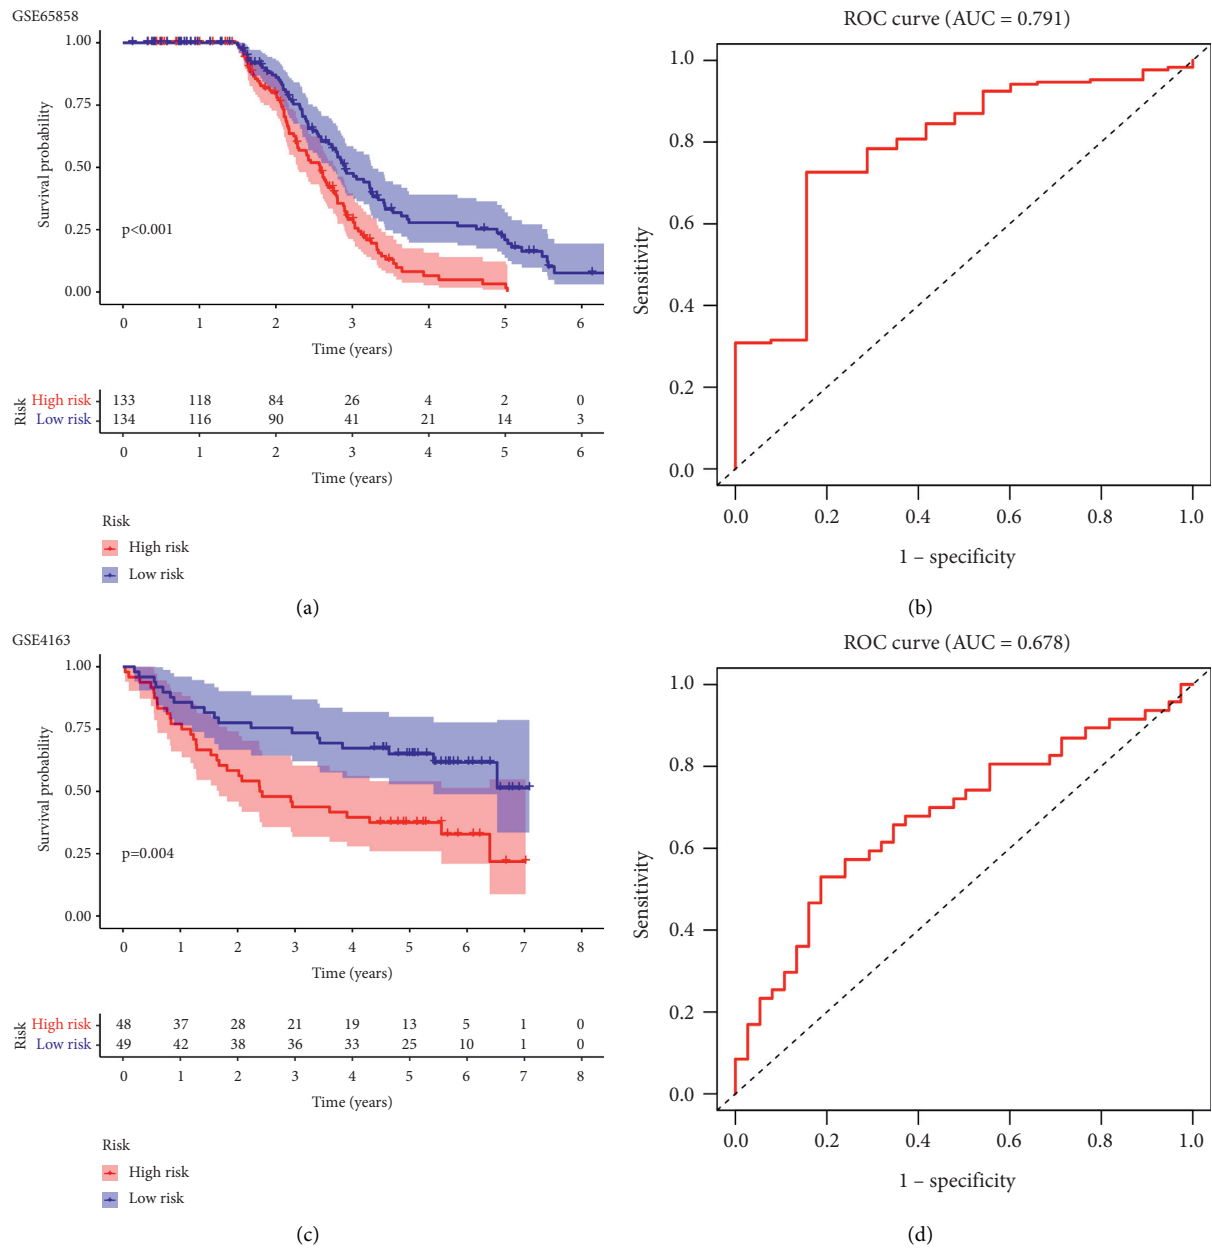 GSE65858
1.00
0.75
0.50
0.25
0.00
Survival probability
p<0.001
0 1 2 3 4 5 6
Time (years)
Risk
High risk 133 118 84 26 4 2 0
Low risk 134 116 90 41 21 14 3
0 1 2 3 4 5 6
Time (years)
Risk
High risk
Low risk
(a)
ROC curve (AUC = 0.791)
1.0
0.8
0.6
0.4
0.2
0.0
Sensitivity
0.0 0.2 0.4 0.6 0.8 1.0
1 – specificity
(b)
GSE4163
1.00
0.75
0.50
0.25
0.00
Survival probability
p=0.004
0 1 2 3 4 5 6 7 8
Time (years)
Risk
High risk 48 37 28 21 19 13 5 1 0
Low risk 49 42 38 36 33 25 10 1 0
0 1 2 3 4 5 6 7 8
Time (years)
Risk
High risk
Low risk
(c)
ROC curve (AUC = 0.678)
1.0
0.8
0.6
0.4
0.2
0.0
Sensitivity
0.0 0.2 0.4 0.6 0.8 1.0
1 – specificity
(d)